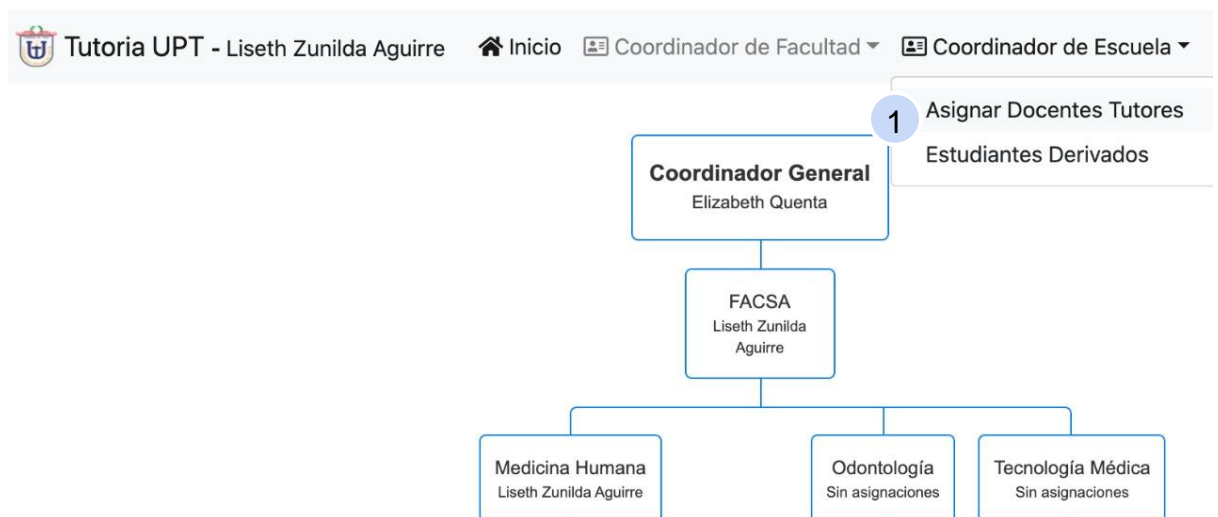 Tutoria UPT - Liseth Zunilda Aguirre Inicio Coordinador de Facultad Coordinador de Escuela
1 Asignar Docentes Tutores
Estudiantes Derivados
Coordinador General
Elizabeth Quenta
FACSA
Liseth Zunilda
Aguirre
Medicina Humana
Liseth Zunilda Aguirre
Odontología
Sin asignaciones
Tecnología Médica
Sin asignaciones